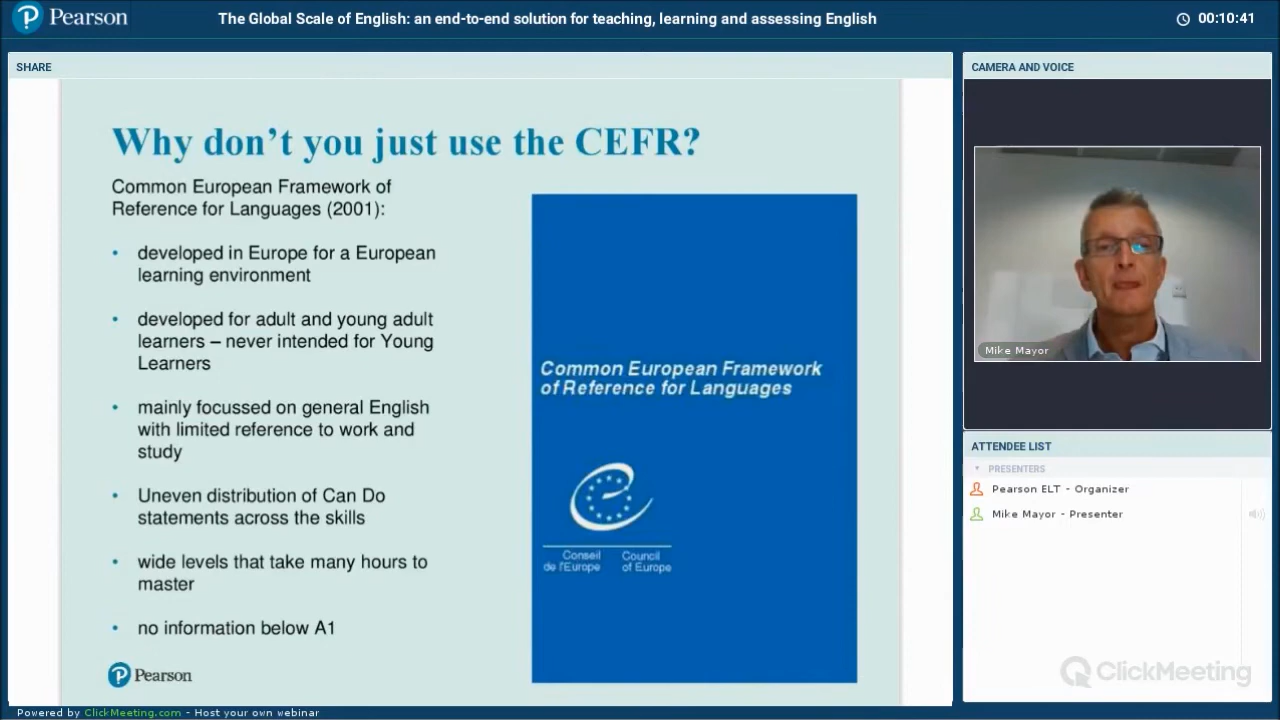 Pearson
The Global Scale of English: an end-to-end solution for teaching, learning and assessing English
00:10:41
SHARE
Why don't you just use the CEFR?
Common European Framework of
Reference for Languages (2001):
• developed in Europe for a European
learning environment
• developed for adult and young adult
learners – never intended for Young
Learners
• mainly focussed on general English
with limited reference to work and
study
• Uneven distribution of Can Do
statements across the skills
• wide levels that take many hours to
master
• no information below A1
Pearson
Common European Framework
of Reference for Languages
Conseil
de l'Europe
Council
of Europe
CAMERA AND VOICE
Mike Mayor
ATTENDEE LIST
PRESENTERS
Pearson ELT - Organizer
Mike Mayor - Presenter
ClickMeeting
Powered by ClickMeeting.com - Host your own webinar